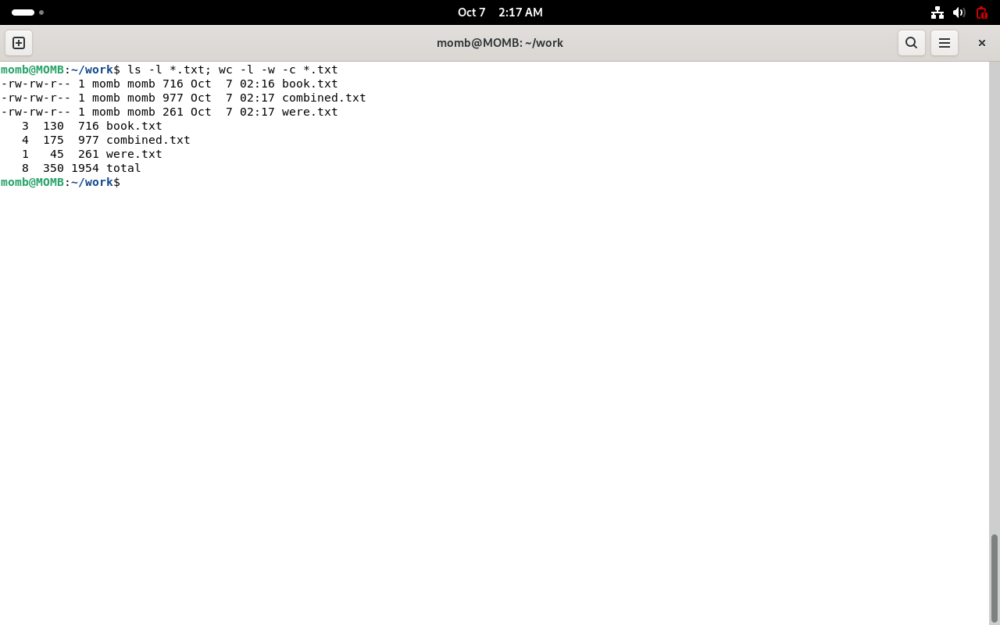 Oct 7 2:17 AM
momb@MOMB: ~/work
momb@MOMB:~/work$ ls -l *.txt; wc -l -w -c *.txt
-rw-rw-r-- 1 momb momb 716 Oct  7 02:16 book.txt
-rw-rw-r-- 1 momb momb 977 Oct  7 02:17 combined.txt
-rw-rw-r-- 1 momb momb 261 Oct  7 02:17 were.txt
   3  130  716 book.txt
   4  175  977 combined.txt
   1   45  261 were.txt
   8  350 1954 total
momb@MOMB:~/work$